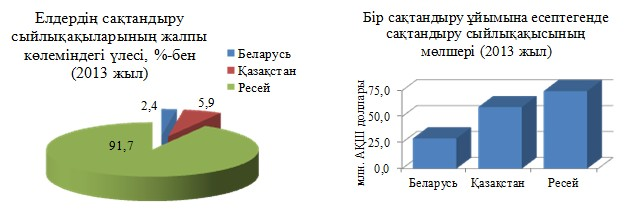 Елдердің сақтандыру
сыйлықақыларының жалпы
көлеміндегі үлесі, %-бен
(2013 жыл)
Беларусь
Қазақстан
Ресей
2,4
5,9
91,7
Бір сақтандыру ұйымына есептегенде
сақтандыру сыйлықақысының
мөлшері (2013 жыл)
млн. АҚШ доллары
75,0
50,0
25,0
0,0
Беларусь
Қазақстан
Ресей